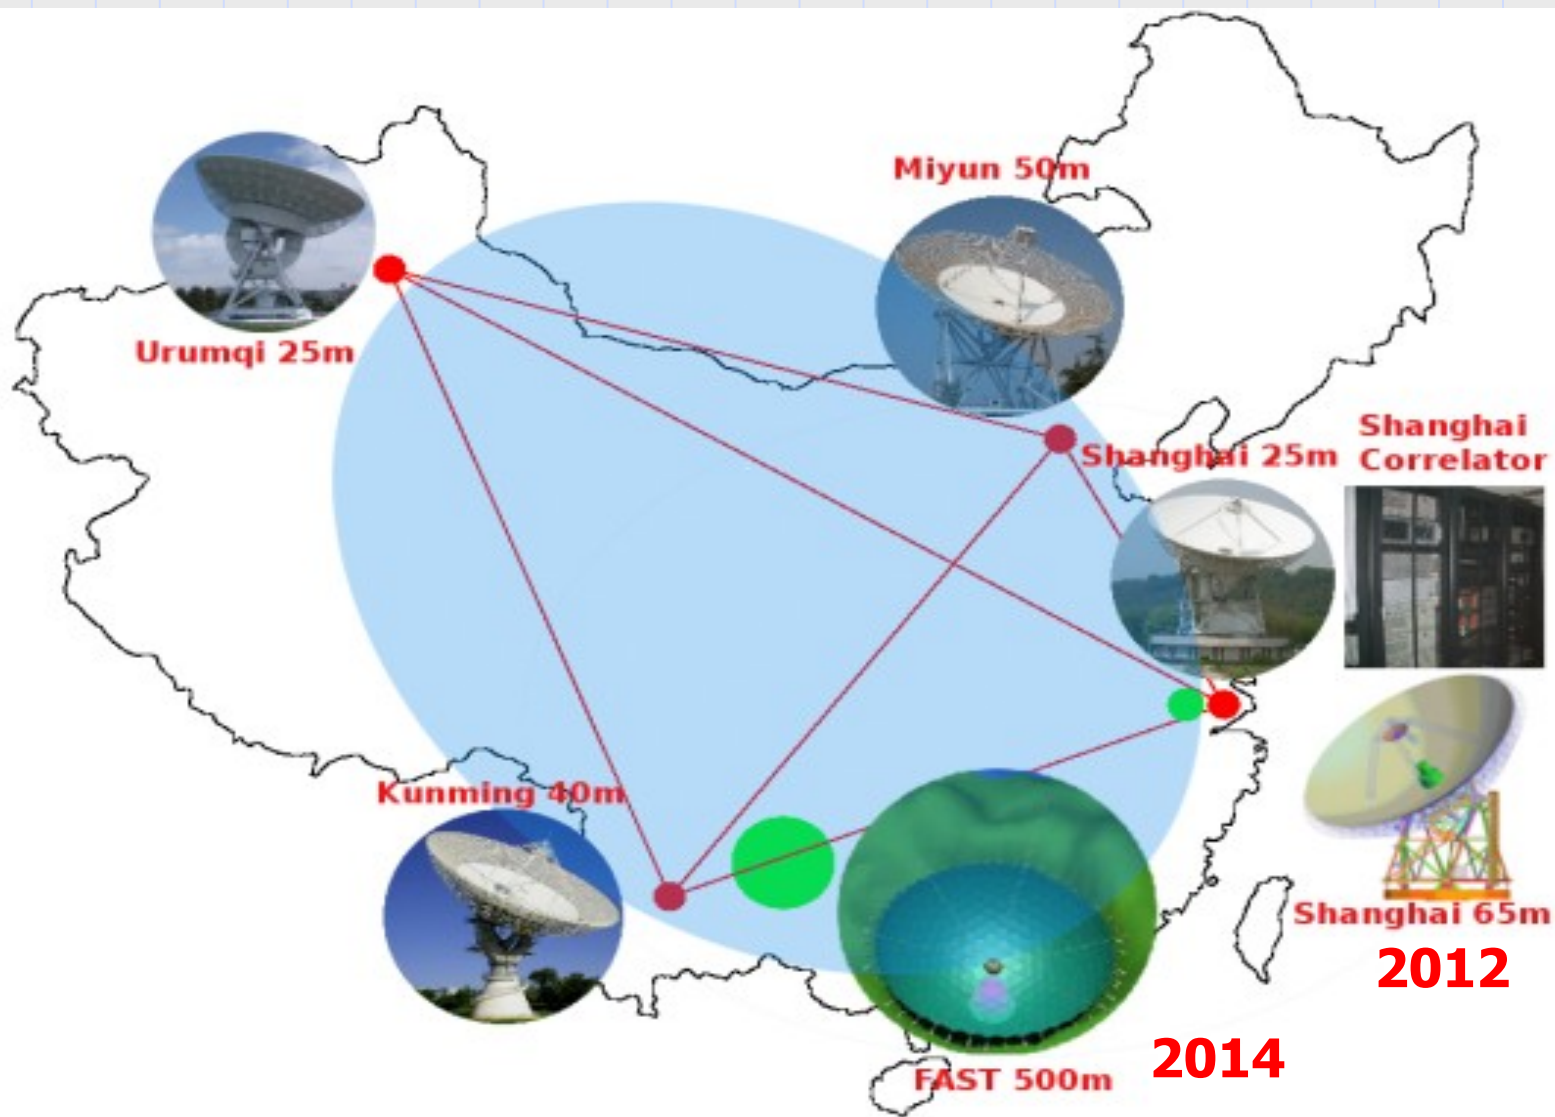 Miyun 50m
Urumqi 25m
Shanghai 25m
Shanghai
Correlator
Kunming 40m
Shanghai 65m
2012
2014
FAST 500m